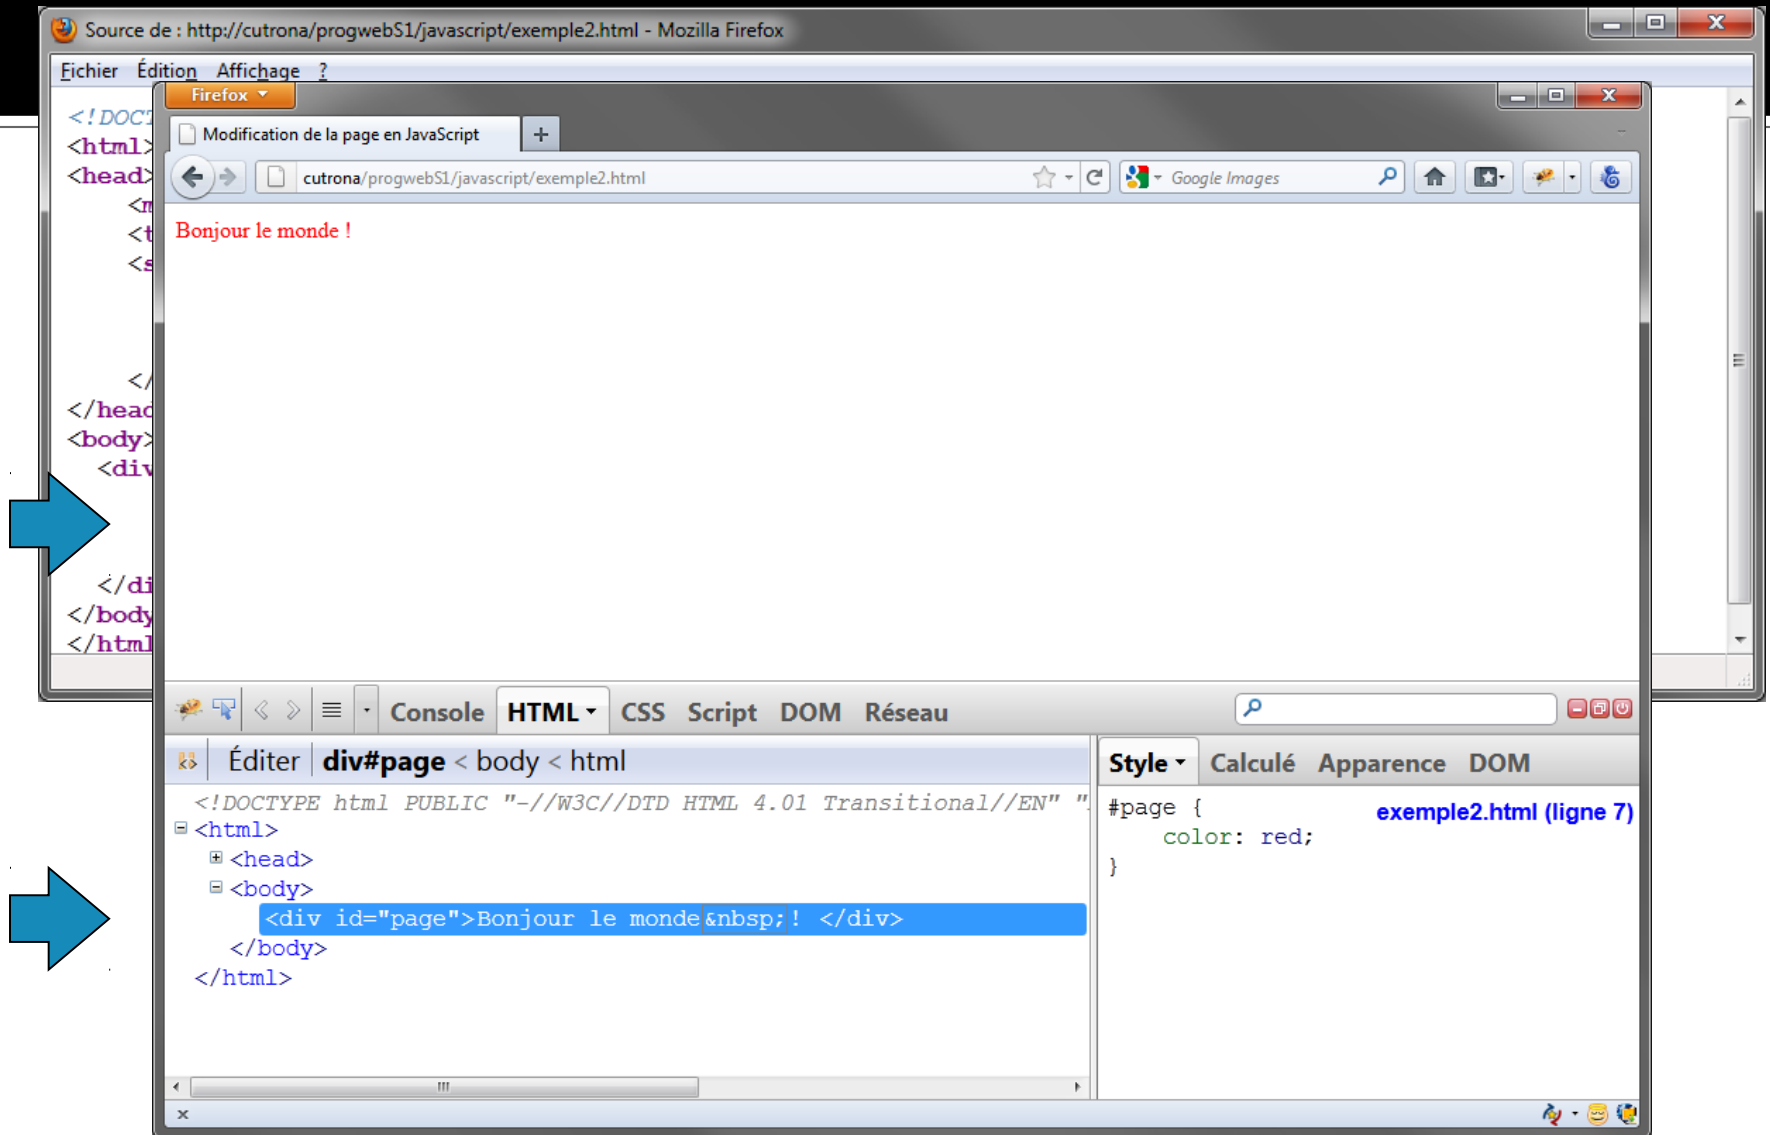 Source de : http://cutrona/progwebS1/javascript/exemple2.html - Mozilla Firefox
Fichier Édition Affichage ?
<!DOCT
<html>
<head>
<m
<t
<s
</
</head
<body>
<div
</di
</body
</html
Firefox
Modification de la page en JavaScript +
cutrona/progwebS1/javascript/exemple2.html
Google Images
Bonjour le monde !
Console HTML CSS Script DOM Réseau
Éditer div#page < body < html
<!DOCTYPE html PUBLIC "-//W3C//DTD HTML 4.01 Transitional//EN" "
<html>
<head>
<body>
<div id="page">Bonjour le monde&nbsp;! </div>
</body>
</html>
Style Calculé Apparence DOM
#page {
exemple2.html (ligne 7)
color: red;
}